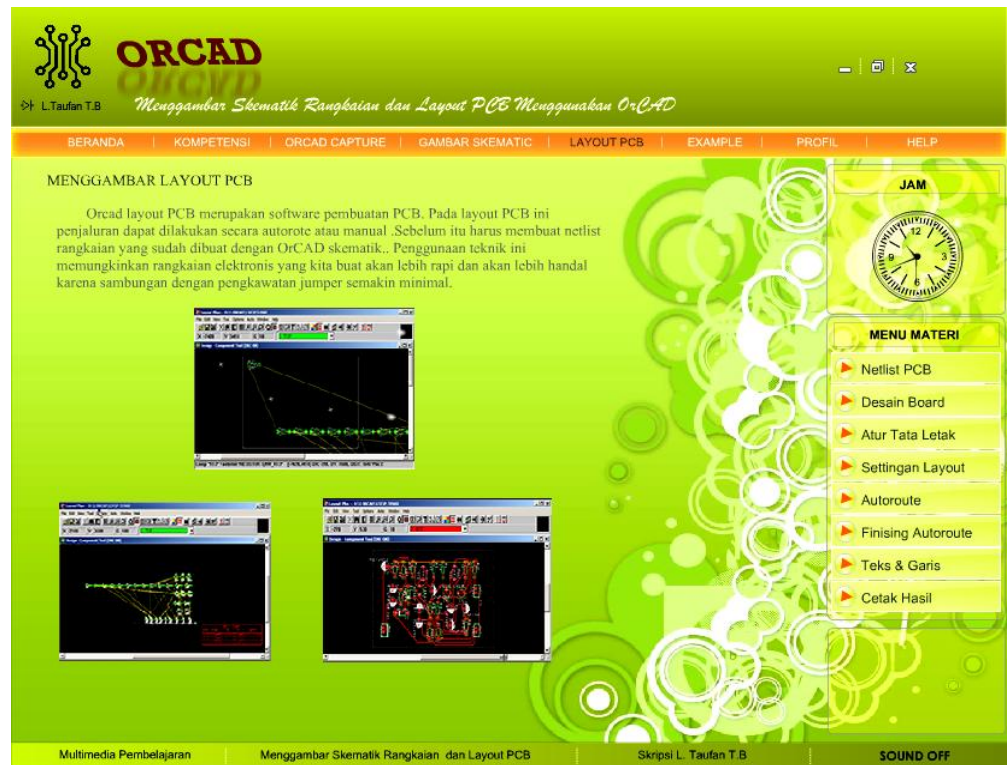 ORCAD
L.Taufan T.B
Menggambar Skematik Rangkaian dan Layout PCB Menggunakan OrCAD
BERANDA | KOMPETENSI | ORCAD CAPTURE | GAMBAR SKEMATIC | LAYOUT PCB | EXAMPLE | PROFIL | HELP
MENGGAMBAR LAYOUT PCB
Orcad layout PCB merupakan software pembuatan PCB. Pada layout PCB ini
penjaluran dapat dilakukan secara autorote atau manual .Sebelum itu harus membuat netlist
rangkaian yang sudah dibuat dengan OrCAD skematik.. Penggunaan teknik ini
memungkinkan rangkaian elektronis yang kita buat akan lebih rapi dan akan lebih handal
karena sambungan dengan pengkawatan jumper semakin minimal.
JAM
12
3
6
9
MENU MATERI
Netlist PCB
Desain Board
Atur Tata Letak
Settingan Layout
Autoroute
Finising Autoroute
Teks & Garis
Cetak Hasil
Multimedia Pembelajaran
Menggambar Skematik Rangkaian dan Layout PCB
Skripsi L. Taufan T.B
SOUND OFF